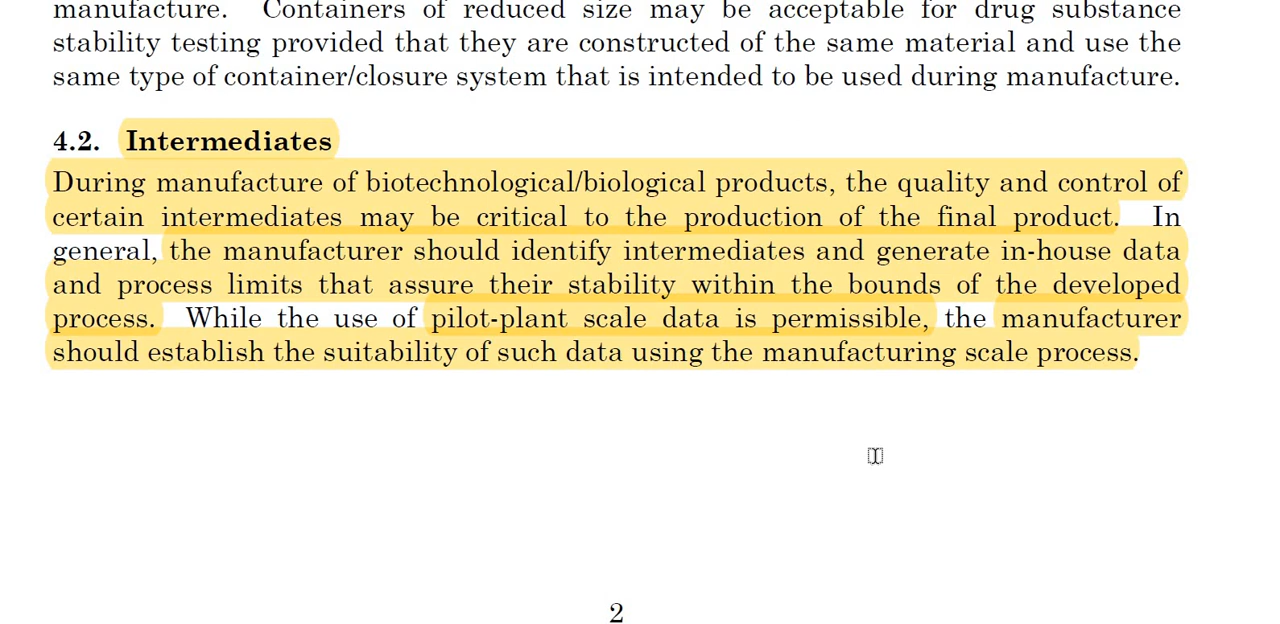 manufacture. Containers of reduced size may be acceptable for drug substance
stability testing provided that they are constructed of the same material and use the
same type of container/closure system that is intended to be used during manufacture.
4.2. Intermediates
During manufacture of biotechnological/biological products, the quality and control of
certain intermediates may be critical to the production of the final product. In
general, the manufacturer should identify intermediates and generate in-house data
and process limits that assure their stability within the bounds of the developed
process. While the use of pilot-plant scale data is permissible, the manufacturer
should establish the suitability of such data using the manufacturing scale process.
2